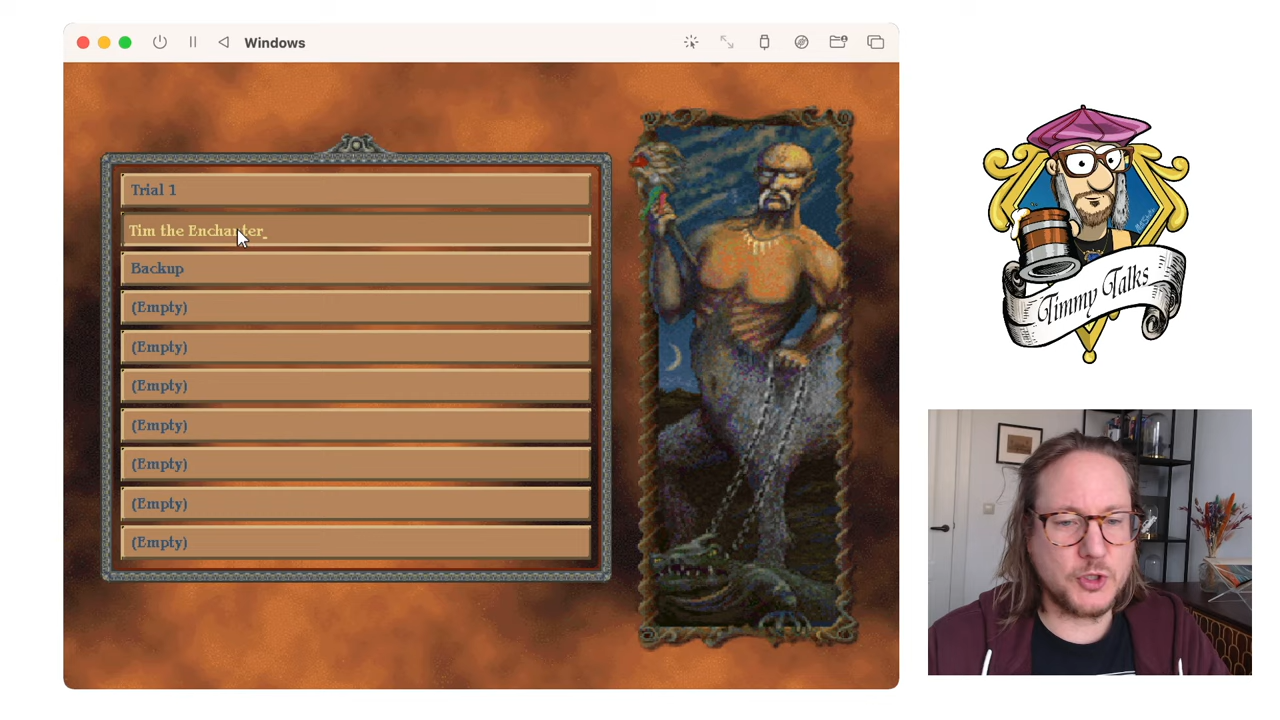 Windows
Trial 1
Tim the Enchanter_
Backup
(Empty)
(Empty)
(Empty)
(Empty)
(Empty)
(Empty)
(Empty)
Timmy Talks